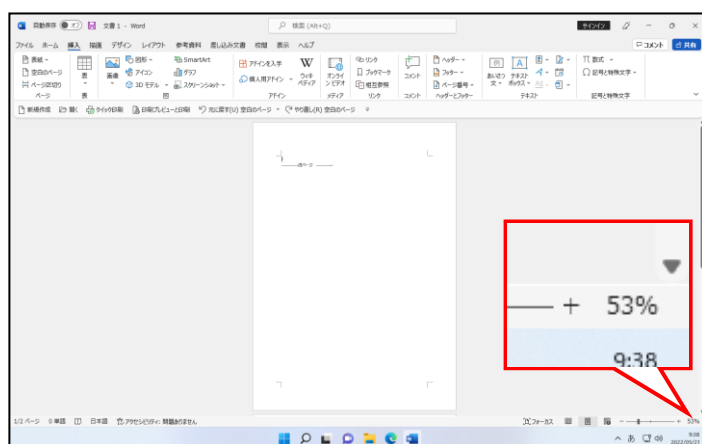 自動保存 オフ 文書 1 - Word 検索 (Alt+Q) サインイン
ファイル ホーム 挿入 描画 デザイン レイアウト 参考資料 差し込み文書 校閲 表示 ヘルプ コメント 共有
表紙
空白のページ
ページ区切り
ページ
表
表
画像
図形
アイコン
3D モデル
SmartArt
グラフ
スクリーンショット
図
アドインを入手
個人用アドイン
アドイン
W
ウィキペディア
オンラインビデオ
メディア
リンク
ブックマーク
相互参照
リンク
コメント
コメント
ヘッダー
フッター
ページ番号
ヘッダーとフッター
あいさつ文
テキストボックス
テキスト
数式
記号と特殊文字
記号と特殊文字
新規作成 開く クイック印刷 印刷プレビューと印刷 元に戻す(U) 空白のページ やり直し(R) 空白のページ
改ページ
53%
9:38
1/2 ページ 0 単語 日本語 アクセシビリティ: 問題ありません フォーカス 53%
あ
9:38
2022/05/23